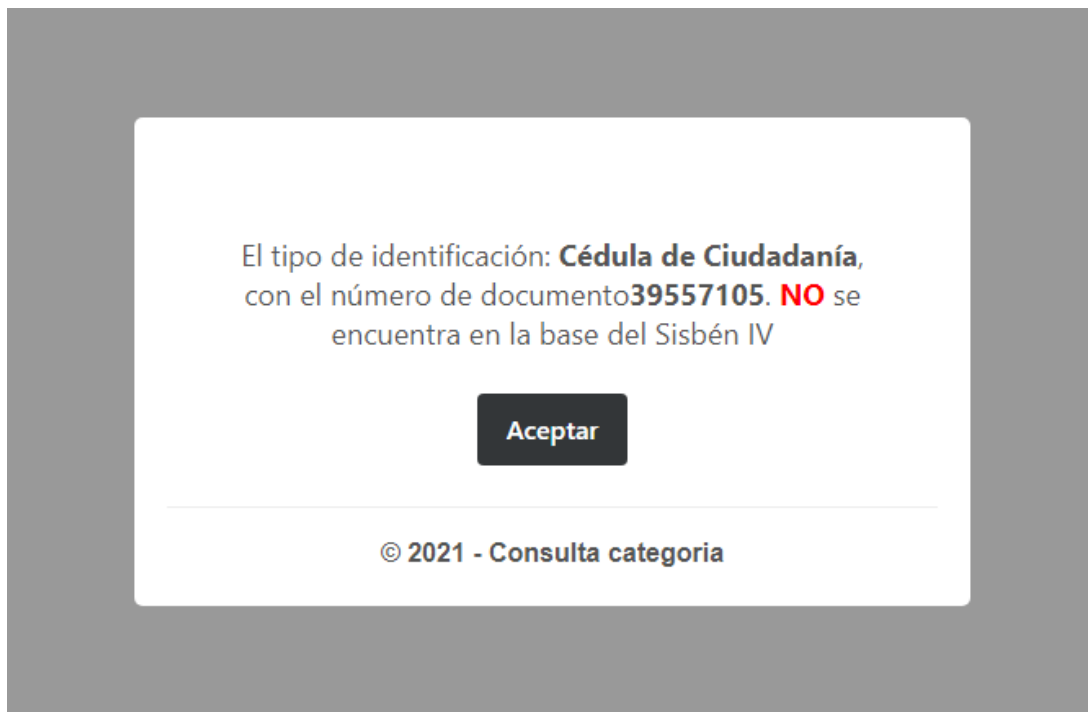 El tipo de identificación: Cédula de Ciudadanía,
con el número de documento39557105. NO se
encuentra en la base del Sisbén IV
Aceptar
© 2021 - Consulta categoria